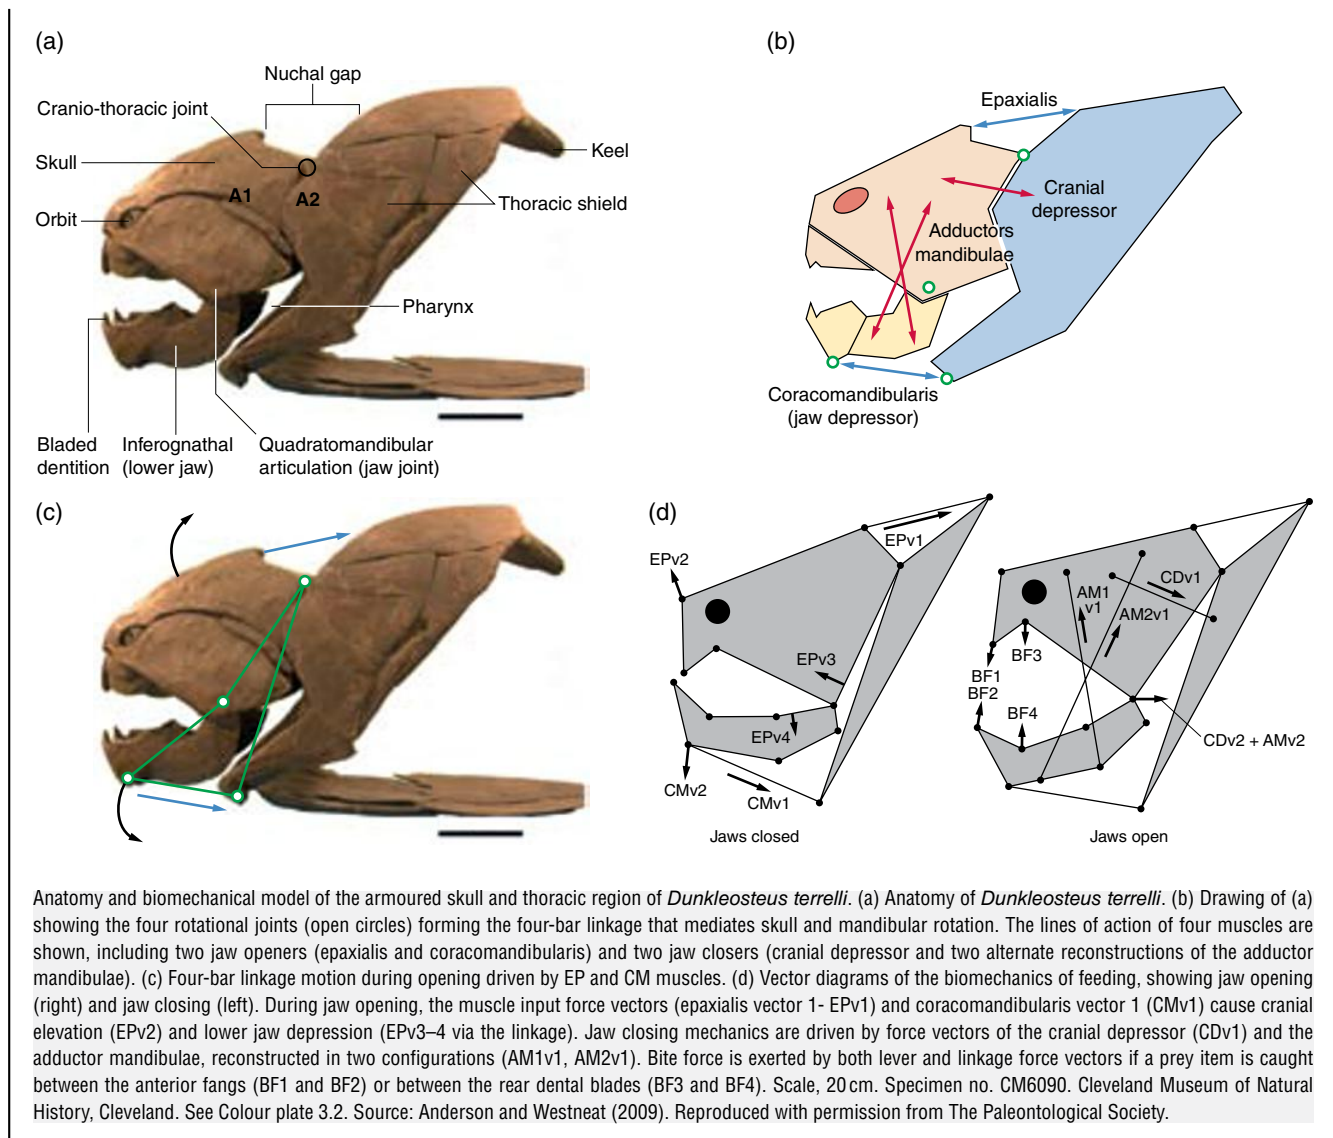 (a)
Nuchal gap
Cranio-thoracic joint
Skull
A1
A2
Keel
Orbit
Thoracic shield
Pharynx
Bladed
dentition
Inferognathal
(lower jaw)
Quadratomandibular
articulation (jaw joint)
(b)
Epaxialis
Cranial
depressor
Adductors
mandibulae
Coracomandibularis
(jaw depressor)
(c)
(d)
EPv1
EPv2
EPv3
EPv4
CMv2
CMv1
Jaws closed
CDv1
AM1
v1
AM2v1
BF3
BF1
BF2
BF4
CDv2 + AMv2
Jaws open
Anatomy and biomechanical model of the armoured skull and thoracic region of Dunkleosteus terrelli. (a) Anatomy of Dunkleosteus terrelli. (b) Drawing of (a)
showing the four rotational joints (open circles) forming the four-bar linkage that mediates skull and mandibular rotation. The lines of action of four muscles are
shown, including two jaw openers (epaxialis and coracomandibularis) and two jaw closers (cranial depressor and two alternate reconstructions of the adductor
mandibulae). (c) Four-bar linkage motion during opening driven by EP and CM muscles. (d) Vector diagrams of the biomechanics of feeding, showing jaw opening
(right) and jaw closing (left). During jaw opening, the muscle input force vectors (epaxialis vector 1- EPv1) and coracomandibularis vector 1 (CMv1) cause cranial
elevation (EPv2) and lower jaw depression (EPv3–4 via the linkage). Jaw closing mechanics are driven by force vectors of the cranial depressor (CDv1) and the
adductor mandibulae, reconstructed in two configurations (AM1v1, AM2v1). Bite force is exerted by both lever and linkage force vectors if a prey item is caught
between the anterior fangs (BF1 and BF2) or between the rear dental blades (BF3 and BF4). Scale, 20 cm. Specimen no. CM6090. Cleveland Museum of Natural
History, Cleveland. See Colour plate 3.2. Source: Anderson and Westneat (2009). Reproduced with permission from The Paleontological Society.